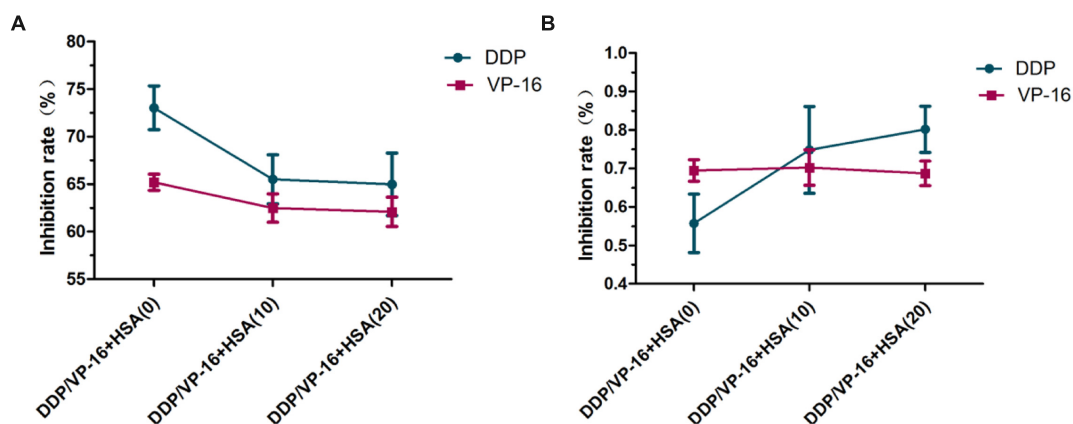 A
80
75
70
65
60
55
Inhibition rate（%）
DDP
VP-16
DDP/VP-16+HSA(0)
DDP/VP-16+HSA(10)
DDP/VP-16+HSA(20)
B
1.0
0.9
0.8
0.7
0.6
0.5
0.4
Inhibition rate（%）
DDP
VP-16
DDP/VP-16+HSA(0)
DDP/VP-16+HSA(10)
DDP/VP-16+HSA(20)